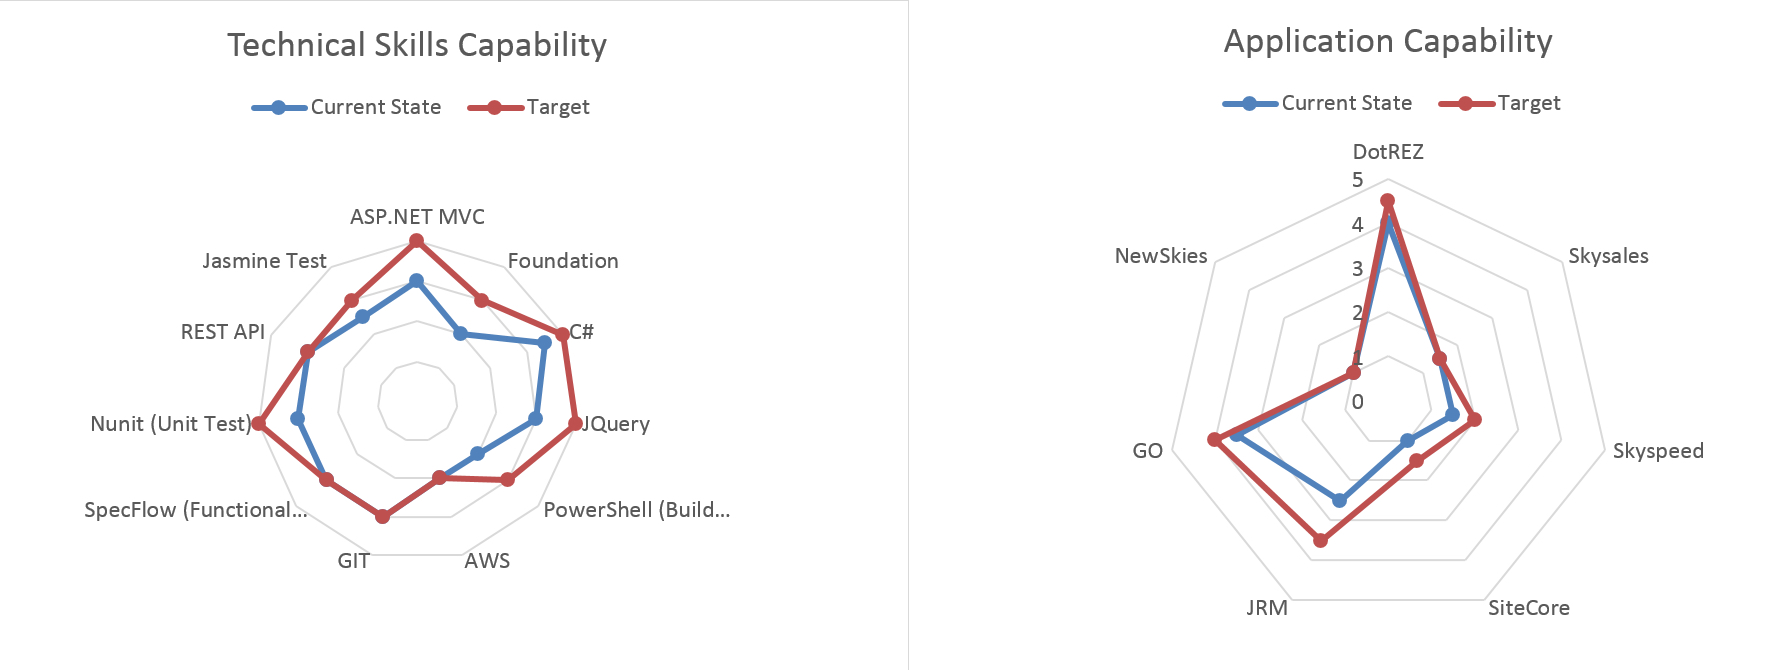 Technical Skills Capability
Current State
Target
ASP.NET MVC
Foundation
C#
JQuery
PowerShell (Build...
AWS
GIT
SpecFlow (Functional...
Nunit (Unit Test)
REST API
Jasmine Test
Application Capability
Current State
Target
DotREZ
5
4
3
2
1
0
Skysales
Skyspeed
SiteCore
JRM
GO
NewSkies